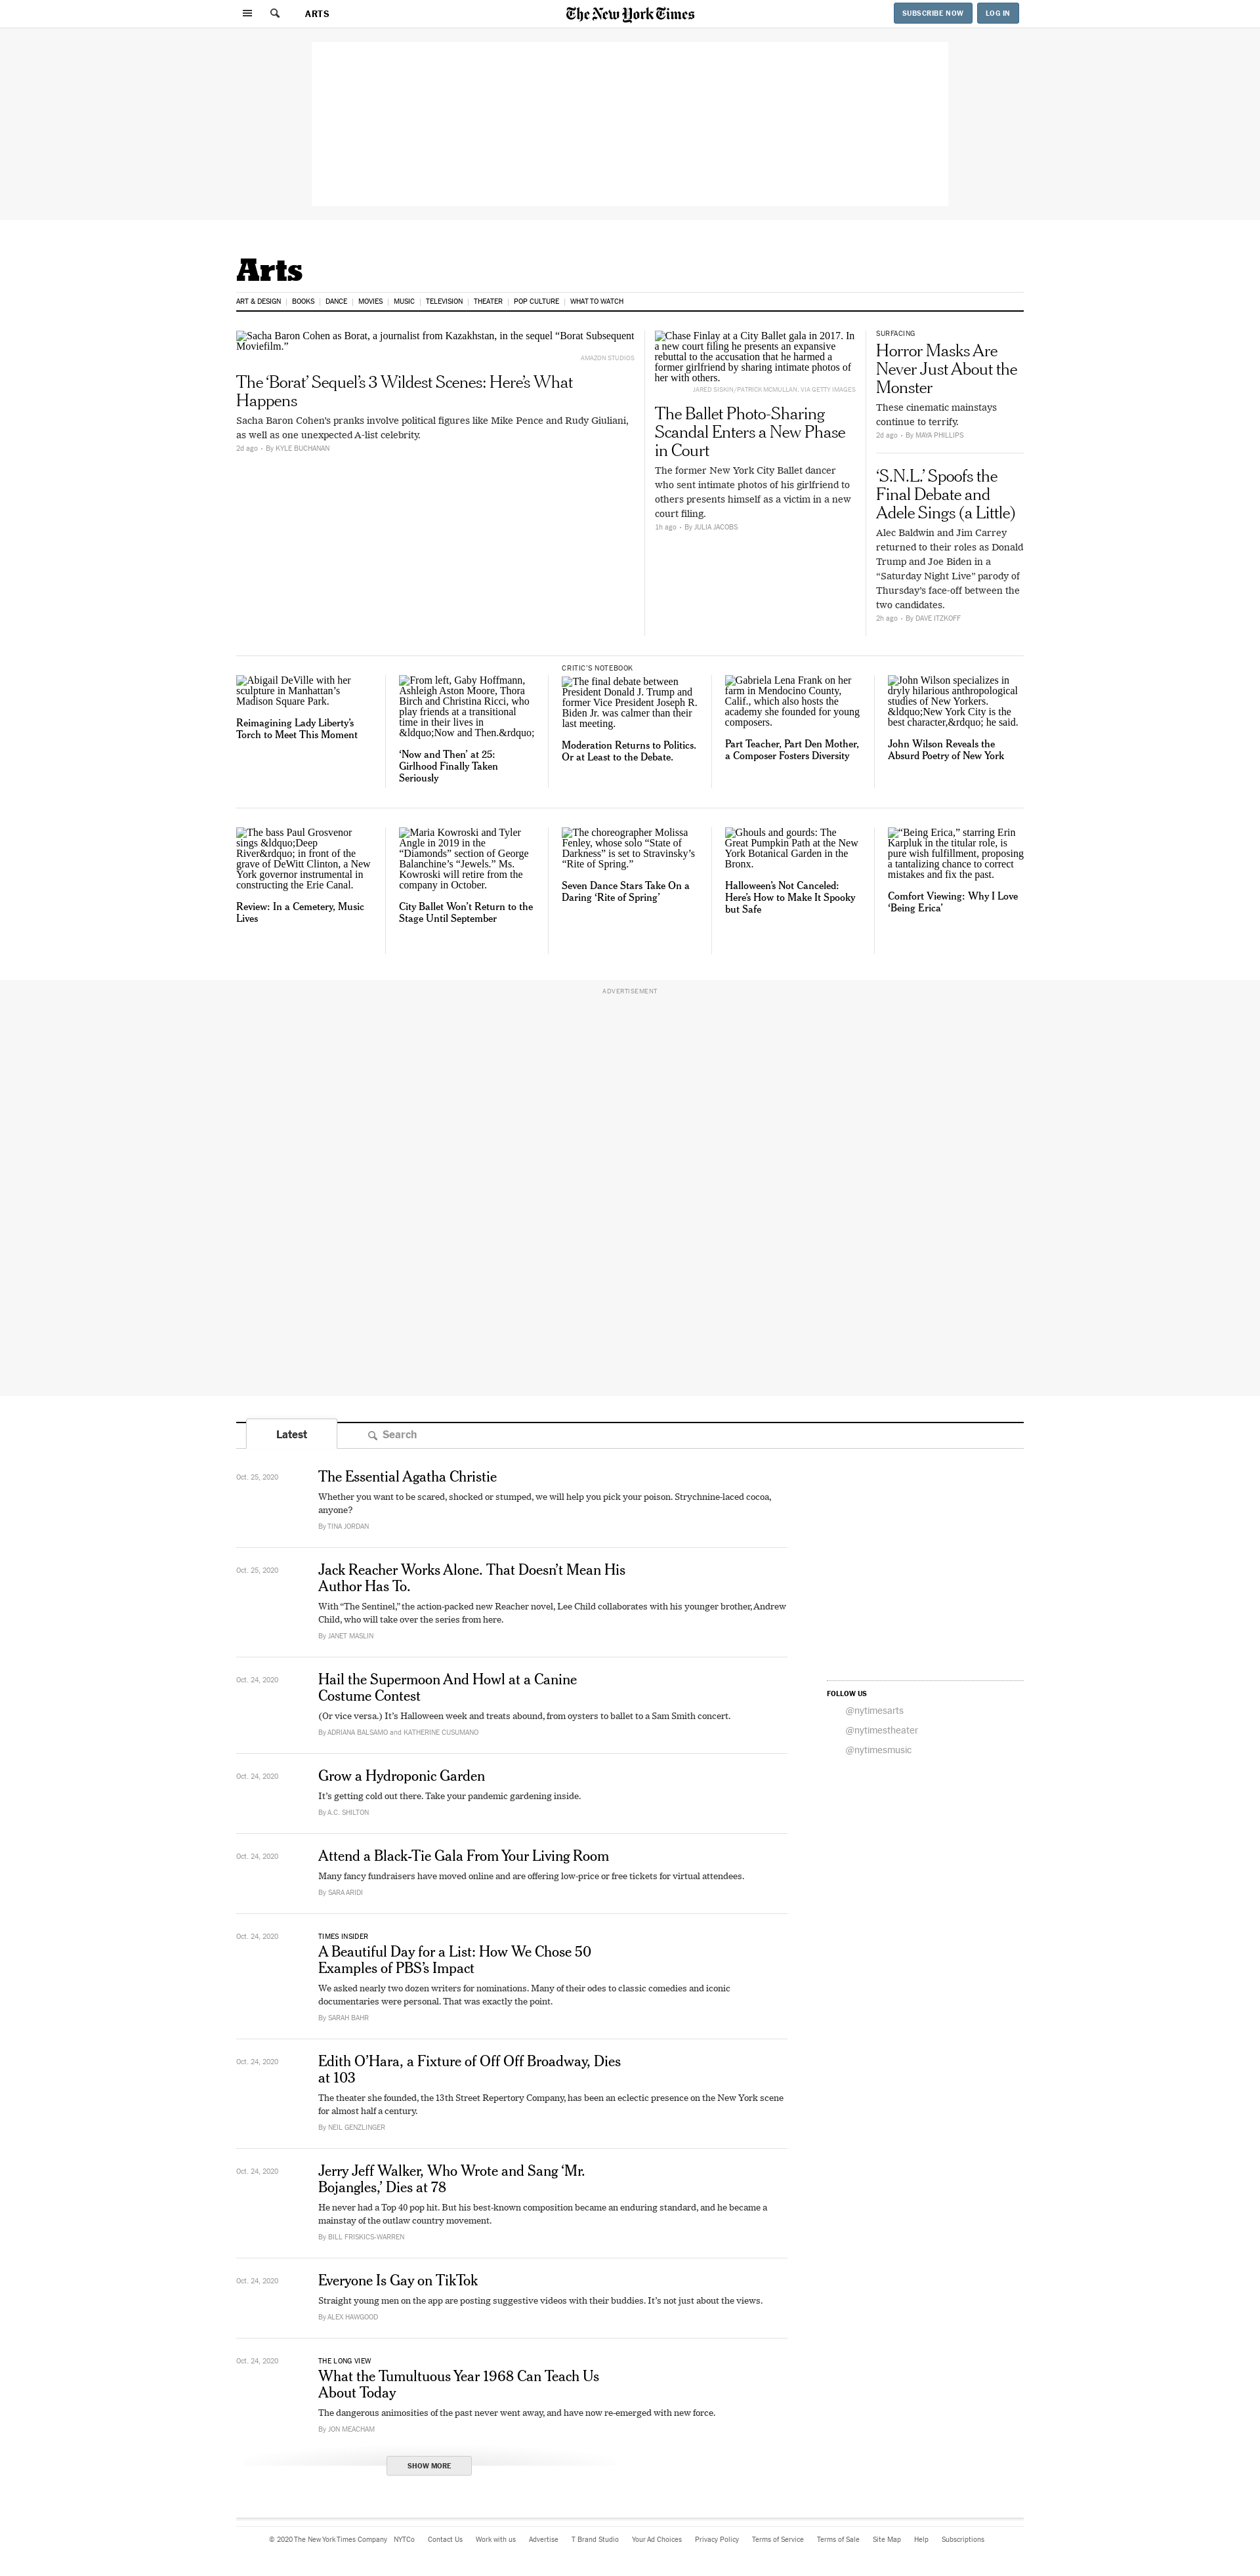 ARTS
The New York Times
SUBSCRIBE NOW
LOG IN
Arts
ART & DESIGN
BOOKS
DANCE
MOVIES
MUSIC
TELEVISION
THEATER
POP CULTURE
WHAT TO WATCH
Sacha Baron Cohen as Borat, a journalist from Kazakhstan, in the sequel “Borat Subsequent
Moviefilm.”
AMAZON STUDIOS
The ‘Borat’ Sequel’s 3 Wildest Scenes: Here’s What
Happens
Sacha Baron Cohen’s pranks involve political figures like Mike Pence and Rudy Giuliani,
as well as one unexpected A-list celebrity.
2d ago • By KYLE BUCHANAN
Chase Finlay at a City Ballet gala in 2017. In
a new court filing he presents an expansive
rebuttal to the accusation that he harmed a
former girlfriend by sharing intimate photos of
her with others.
JARED SISKIN/PATRICK MCMULLAN, VIA GETTY IMAGES
The Ballet Photo-Sharing
Scandal Enters a New Phase
in Court
The former New York City Ballet dancer
who sent intimate photos of his girlfriend to
others presents himself as a victim in a new
court filing.
1h ago • By JULIA JACOBS
SURFACING
Horror Masks Are
Never Just About the
Monster
These cinematic mainstays
continue to terrify.
2d ago • By MAYA PHILLIPS
‘S.N.L.’ Spoofs the
Final Debate and
Adele Sings (a Little)
Alec Baldwin and Jim Carrey
returned to their roles as Donald
Trump and Joe Biden in a
“Saturday Night Live” parody of
Thursday’s face-off between the
two candidates.
2h ago • By DAVE ITZKOFF
Abigail DeVille with her
sculpture in Manhattan’s
Madison Square Park.
Reimagining Lady Liberty’s
Torch to Meet This Moment
From left, Gaby Hoffmann,
Ashleigh Aston Moore, Thora
Birch and Christina Ricci, who
play friends at a transitional
time in their lives in
&ldquo;Now and Then.&rdquo;
‘Now and Then’ at 25:
Girlhood Finally Taken
Seriously
CRITIC’S NOTEBOOK
The final debate between
President Donald J. Trump and
former Vice President Joseph R.
Biden Jr. was calmer than their
last meeting.
Moderation Returns to Politics.
Or at Least to the Debate.
Gabriela Lena Frank on her
farm in Mendocino County,
Calif., which also hosts the
academy she founded for young
composers.
Part Teacher, Part Den Mother,
a Composer Fosters Diversity
John Wilson specializes in
dryly hilarious anthropological
studies of New Yorkers.
&ldquo;New York City is the
best character,&rdquo; he said.
John Wilson Reveals the
Absurd Poetry of New York
The bass Paul Grosvenor
sings &ldquo;Deep
River&rdquo; in front of the
grave of DeWitt Clinton, a New
York governor instrumental in
constructing the Erie Canal.
Review: In a Cemetery, Music
Lives
Maria Kowroski and Tyler
Angle in 2019 in the
“Diamonds” section of George
Balanchine’s “Jewels.” Ms.
Kowroski will retire from the
company in October.
City Ballet Won’t Return to the
Stage Until September
The choreographer Molissa
Fenley, whose solo “State of
Darkness” is set to Stravinsky’s
“Rite of Spring.”
Seven Dance Stars Take On a
Daring ‘Rite of Spring’
Ghouls and gourds: The
Great Pumpkin Path at the New
York Botanical Garden in the
Bronx.
Halloween’s Not Canceled:
Here’s How to Make It Spooky
but Safe
“Being Erica,” starring Erin
Karpluk in the titular role, is
pure wish fulfillment, proposing
a tantalizing chance to correct
mistakes and fix the past.
Comfort Viewing: Why I Love
‘Being Erica’
ADVERTISEMENT
Latest
Search
Oct. 25, 2020
The Essential Agatha Christie
Whether you want to be scared, shocked or stumped, we will help you pick your poison. Strychnine-laced cocoa,
anyone?
By TINA JORDAN
Oct. 25, 2020
Jack Reacher Works Alone. That Doesn’t Mean His
Author Has To.
With “The Sentinel,” the action-packed new Reacher novel, Lee Child collaborates with his younger brother, Andrew
Child, who will take over the series from here.
By JANET MASLIN
Oct. 24, 2020
Hail the Supermoon And Howl at a Canine
Costume Contest
(Or vice versa.) It’s Halloween week and treats abound, from oysters to ballet to a Sam Smith concert.
By ADRIANA BALSAMO and KATHERINE CUSUMANO
Oct. 24, 2020
Grow a Hydroponic Garden
It’s getting cold out there. Take your pandemic gardening inside.
By A.C. SHILTON
Oct. 24, 2020
Attend a Black-Tie Gala From Your Living Room
Many fancy fundraisers have moved online and are offering low-price or free tickets for virtual attendees.
By SARA ARIDI
Oct. 24, 2020
TIMES INSIDER
A Beautiful Day for a List: How We Chose 50
Examples of PBS’s Impact
We asked nearly two dozen writers for nominations. Many of their odes to classic comedies and iconic
documentaries were personal. That was exactly the point.
By SARAH BAHR
Oct. 24, 2020
Edith O’Hara, a Fixture of Off Off Broadway, Dies
at 103
The theater she founded, the 13th Street Repertory Company, has been an eclectic presence on the New York scene
for almost half a century.
By NEIL GENZLINGER
Oct. 24, 2020
Jerry Jeff Walker, Who Wrote and Sang ‘Mr.
Bojangles,’ Dies at 78
He never had a Top 40 pop hit. But his best-known composition became an enduring standard, and he became a
mainstay of the outlaw country movement.
By BILL FRISKICS-WARREN
Oct. 24, 2020
Everyone Is Gay on TikTok
Straight young men on the app are posting suggestive videos with their buddies. It’s not just about the views.
By ALEX HAWGOOD
Oct. 24, 2020
THE LONG VIEW
What the Tumultuous Year 1968 Can Teach Us
About Today
The dangerous animosities of the past never went away, and have now re-emerged with new force.
By JON MEACHAM
SHOW MORE
FOLLOW US
@nytimesarts
@nytimestheater
@nytimesmusic
© 2020 The New York Times Company
NYTCo
Contact Us
Work with us
Advertise
T Brand Studio
Your Ad Choices
Privacy Policy
Terms of Service
Terms of Sale
Site Map
Help
Subscriptions